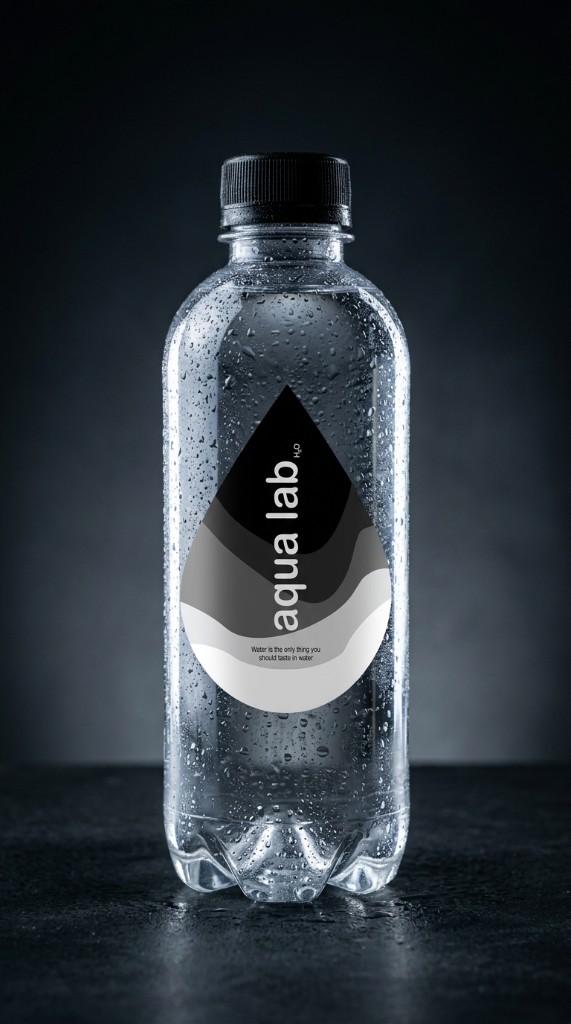 aqua lab
H₂O
Water is the only thing you
should taste in water